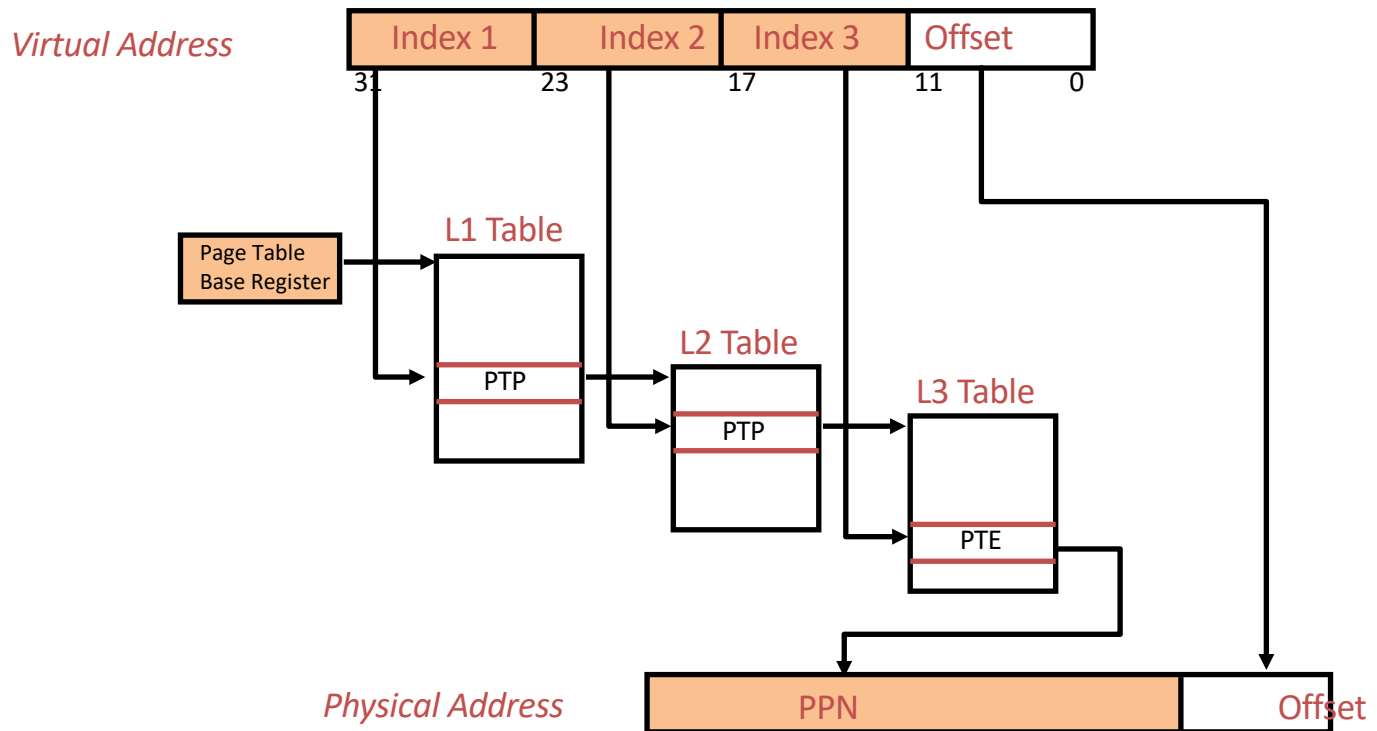 Virtual Address
Index 1 Index 2 Index 3 Offset
31 23 17 11 0
L1 Table
Page Table
Base Register
L2 Table
PTP
L3 Table
PTP
PTE
Physical Address PPN Offset